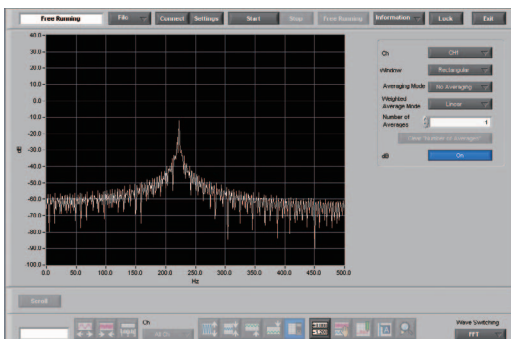 Free Running File Connect Settings Start Stop Free Running Information Lock Exit
40.0
30.0
20.0
10.0
0.0
-10.0
-20.0
-30.0
-40.0
-50.0
-60.0
-70.0
-80.0
-90.0
-100.0
dB
0.0 50.0 100.0 150.0 200.0 250.0 300.0 350.0 400.0 450.0 500.0
Hz
Ch CH1
Window Rectangular
Averaging Mode No Averaging
Weighted
Average Mode Linear
Number of
Averages 1
Clear "Number of Averages"
dB On
Scroll
Ch
Wave Switching
FFT